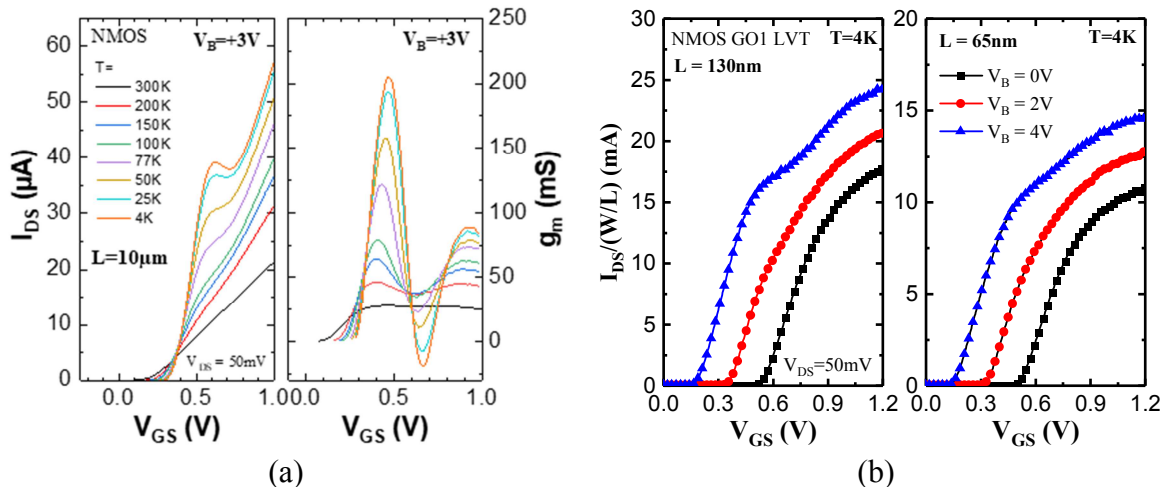 NMOS V_B=+3V
T=
300K
200K
150K
100K
77K
50K
25K
4K
L=10μm
V_DS = 50mV
I_DS (μA)
60
50
40
30
20
10
0
0.0 0.5 1.0
V_GS (V)
V_B=+3V
250
200
150
100
50
0
g_m (mS)
0.0 0.5 1.0
V_GS (V)
(a)
NMOS GO1 LVT T=4K
L = 130nm
V_DS=50mV
I_DS/(W/L) (mA)
30
25
20
15
10
5
0
0.0 0.3 0.6 0.9 1.2
V_GS (V)
L = 65nm T=4K
V_B = 0V
V_B = 2V
V_B = 4V
20
15
10
5
0
0.0 0.3 0.6 0.9 1.2
V_GS (V)
(b)